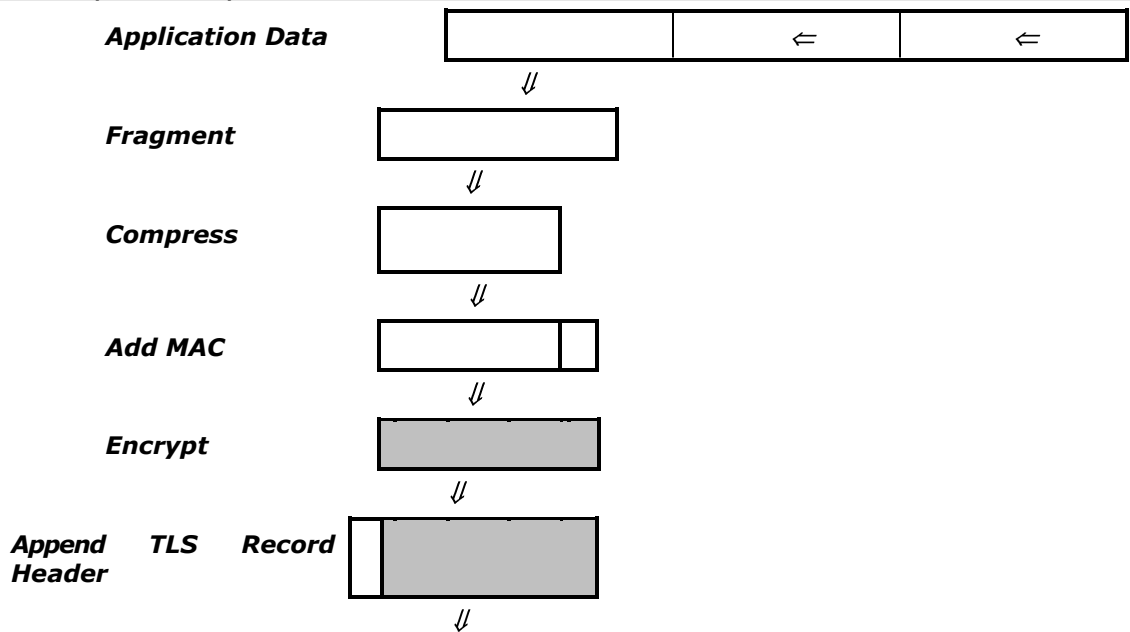 Application Data ⇐ ⇐
⇓
Fragment
⇓
Compress
⇓
Add MAC
⇓
Encrypt
⇓
Append TLS Record
Header
⇓